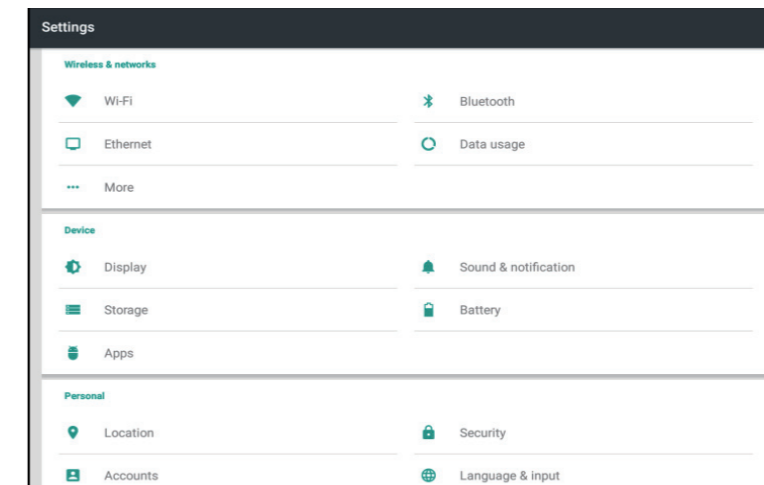 Settings
Wireless & networks
Wi-Fi
Bluetooth
Ethernet
Data usage
More
Device
Display
Sound & notification
Storage
Battery
Apps
Personal
Location
Security
Accounts
Language & input